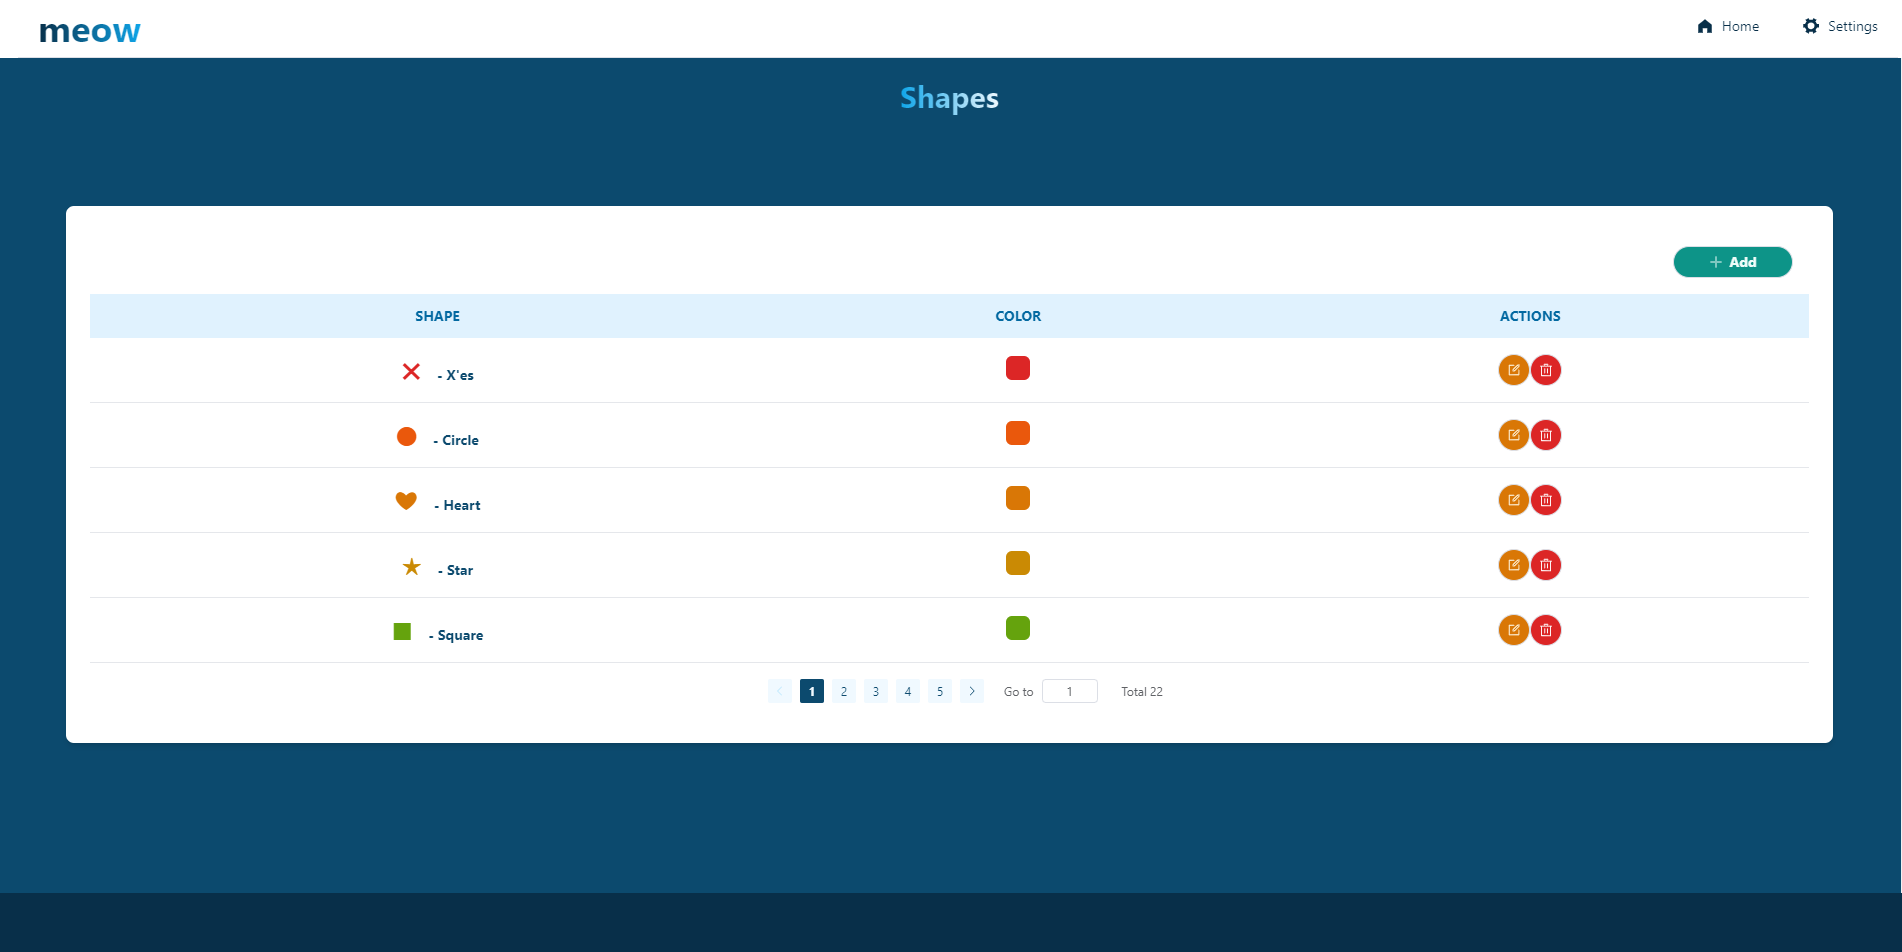 meow
Home
Settings
Shapes
Add
SHAPE COLOR ACTIONS
- X'es
- Circle
- Heart
- Star
- Square
1 2 3 4 5 Go to 1 Total 22